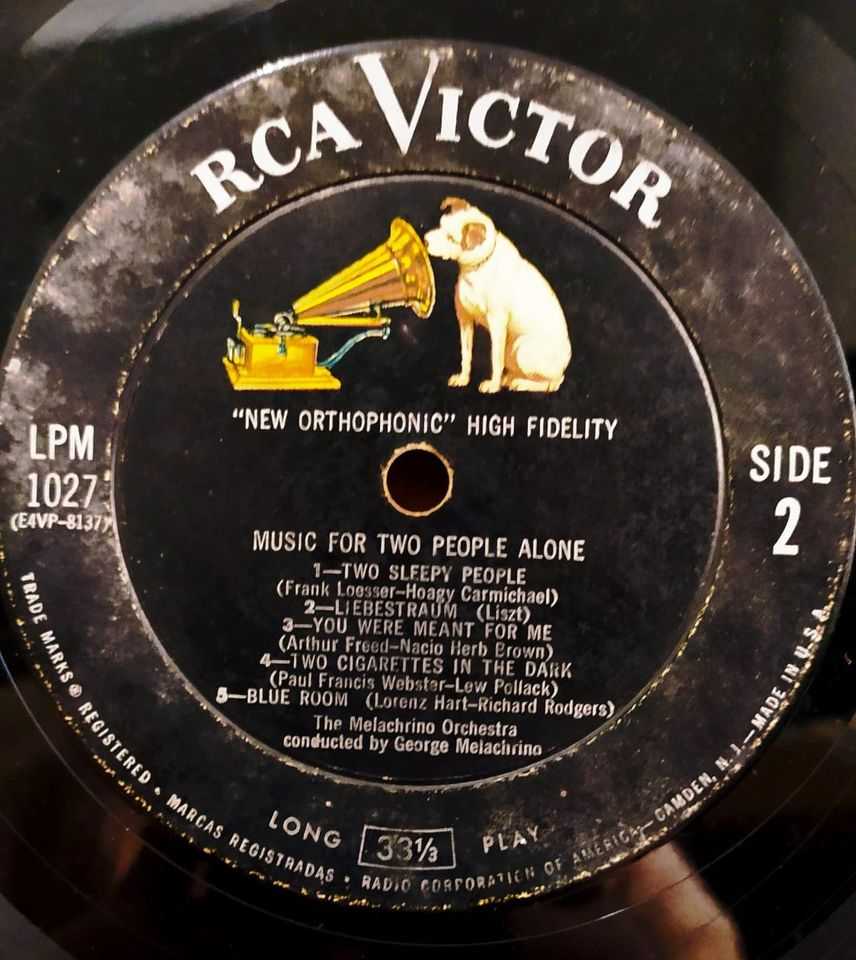 RCA VICTOR
"NEW ORTHOPHONIC" HIGH FIDELITY
LPM
1027
(E4VP-8137)
SIDE
2
MUSIC FOR TWO PEOPLE ALONE
1—TWO SLEEPY PEOPLE
(Frank Loesser-Hoagy Carmichael)
2—LIEBESTRAUM (Liszt)
3—YOU WERE MEANT FOR ME
(Arthur Freed-Nacio Herb Brown)
4—TWO CIGARETTES IN THE DARK
(Paul Francis Webster-Lew Pollack)
5—BLUE ROOM (Lorenz Hart-Richard Rodgers)
The Melachrino Orchestra
conducted by George Melachrino
LONG 33⅓ PLAY
TRADE MARKS ® REGISTERED • MARCAS REGISTRADAS • RADIO CORPORATION OF AMERICA—CAMDEN, N. J.—MADE IN U.S.A.